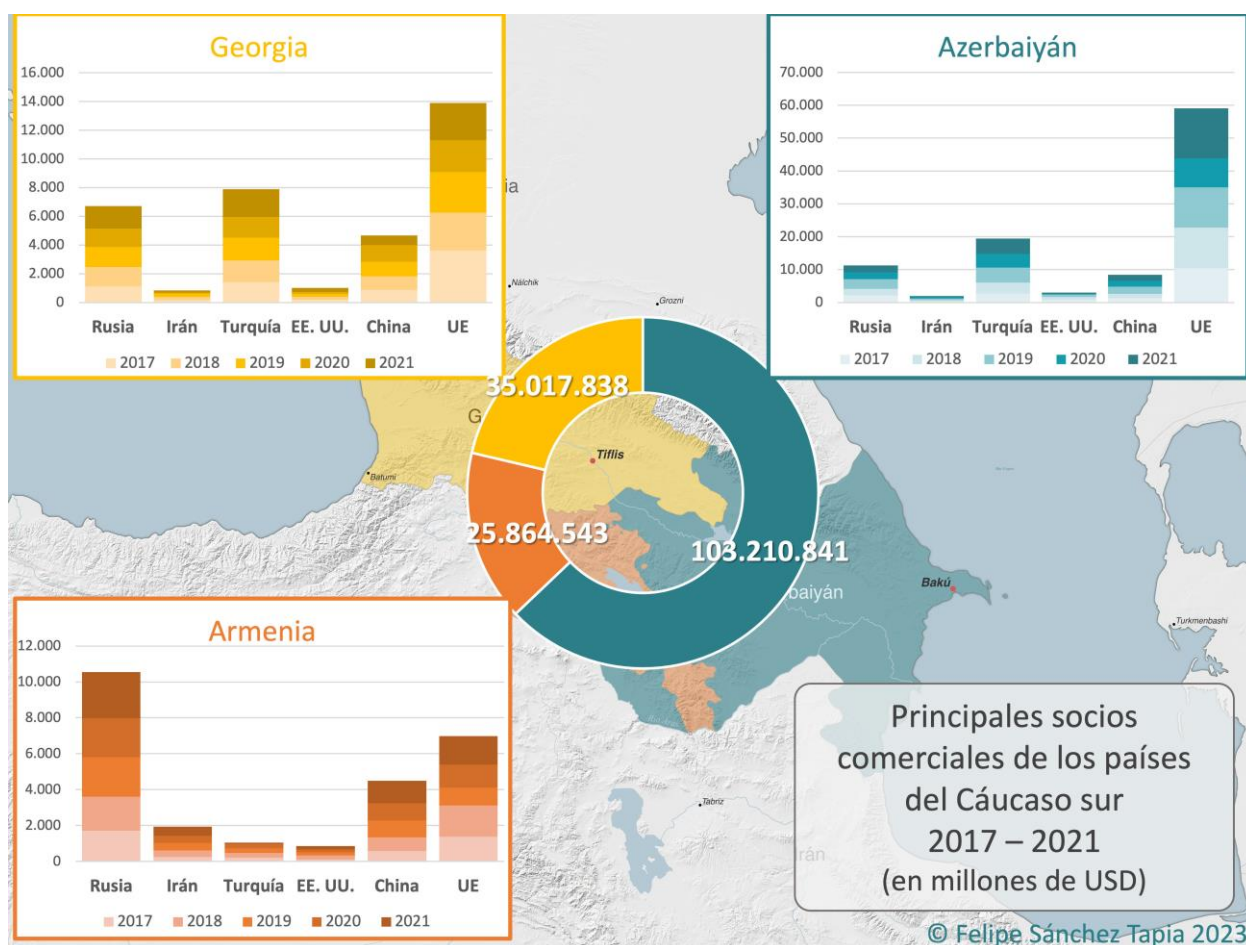 Georgia
16.000
14.000
12.000
10.000
8.000
6.000
4.000
2.000
0
Rusia Irán Turquía EE. UU. China UE
2017 2018 2019 2020 2021
Azerbaiyán
70.000
60.000
50.000
40.000
30.000
20.000
10.000
0
Rusia Irán Turquía EE. UU. China UE
2017 2018 2019 2020 2021
ia
Nálchik
Grozni
35.017.838
G
Tiflis
Batumi
25.864.543
103.210.841
Bakú
baiyán
Turkmenbashi
Armenia
12.000
10.000
8.000
6.000
4.000
2.000
0
Rusia Irán Turquía EE. UU. China UE
2017 2018 2019 2020 2021
Tabriz
Irán
Principales socios
comerciales de los países
del Cáucaso sur
2017 – 2021
(en millones de USD)
© Felipe Sánchez Tapia 2023